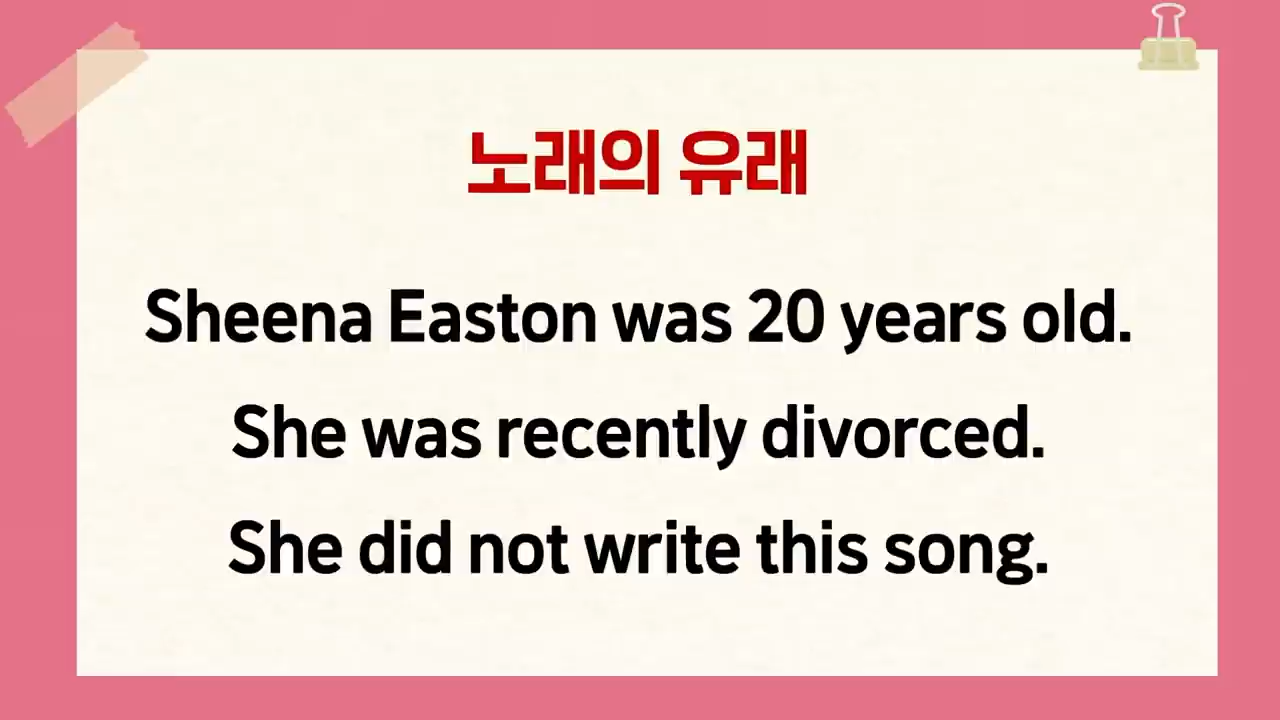 노래의 유래
Sheena Easton was 20 years old.
She was recently divorced.
She did not write this song.